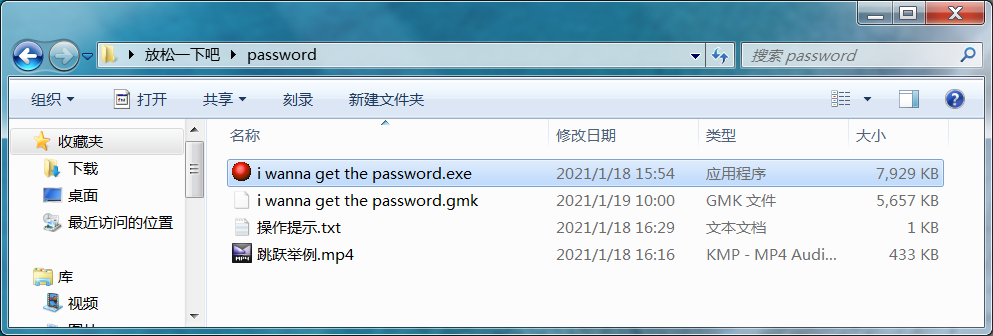 放松一下吧 password
搜索 password
组织 打开 共享 刻录 新建文件夹
收藏夹
下载
桌面
最近访问的位置
库
视频
名称 修改日期 类型 大小
i wanna get the password.exe 2021/1/18 15:54 应用程序 7,929 KB
i wanna get the password.gmk 2021/1/19 10:00 GMK 文件 5,657 KB
操作提示.txt 2021/1/18 16:29 文本文档 1 KB
跳跃举例.mp4 2021/1/18 16:16 KMP - MP4 Audi... 433 KB